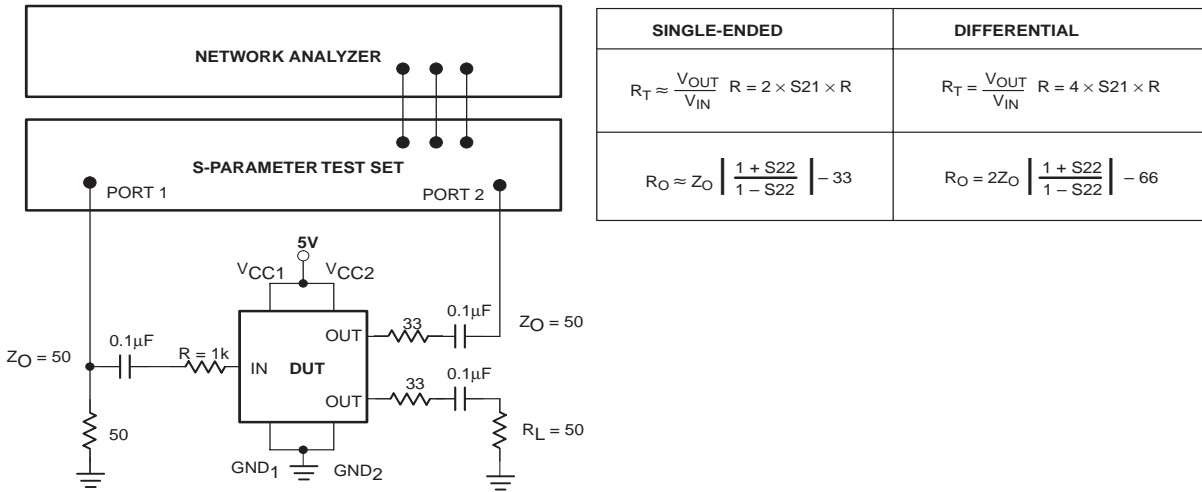 NETWORK ANALYZER
S-PARAMETER TEST SET
PORT 1
PORT 2
5V
VCC1
VCC2
ZO = 50
0.1μF
R = 1k
IN
DUT
OUT
OUT
33
0.1μF
ZO = 50
33
0.1μF
50
RL = 50
GND1
GND2
SINGLE-ENDED
DIFFERENTIAL
RT ≈ VOUT/VIN R = 2 × S21 × R
RT = VOUT/VIN R = 4 × S21 × R
RO ≈ ZO | 1 + S22 / 1 – S22 | – 33
RO = 2ZO | 1 + S22 / 1 – S22 | – 66